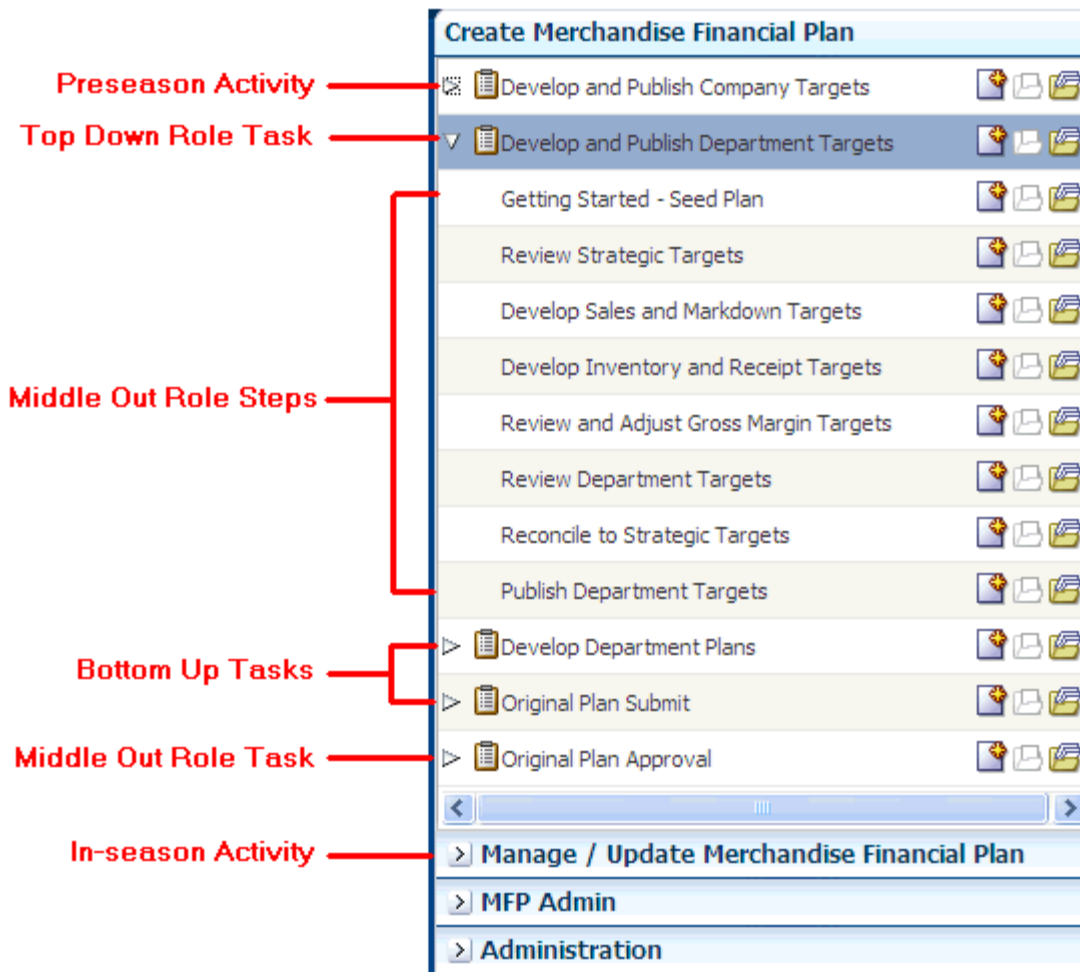 Create Merchandise Financial Plan
Preseason Activity
Develop and Publish Company Targets
Top Down Role Task
Develop and Publish Department Targets
Getting Started - Seed Plan
Review Strategic Targets
Develop Sales and Markdown Targets
Develop Inventory and Receipt Targets
Middle Out Role Steps
Review and Adjust Gross Margin Targets
Review Department Targets
Reconcile to Strategic Targets
Publish Department Targets
Develop Department Plans
Bottom Up Tasks
Original Plan Submit
Middle Out Role Task
Original Plan Approval
In-season Activity
Manage / Update Merchandise Financial Plan
MFP Admin
Administration